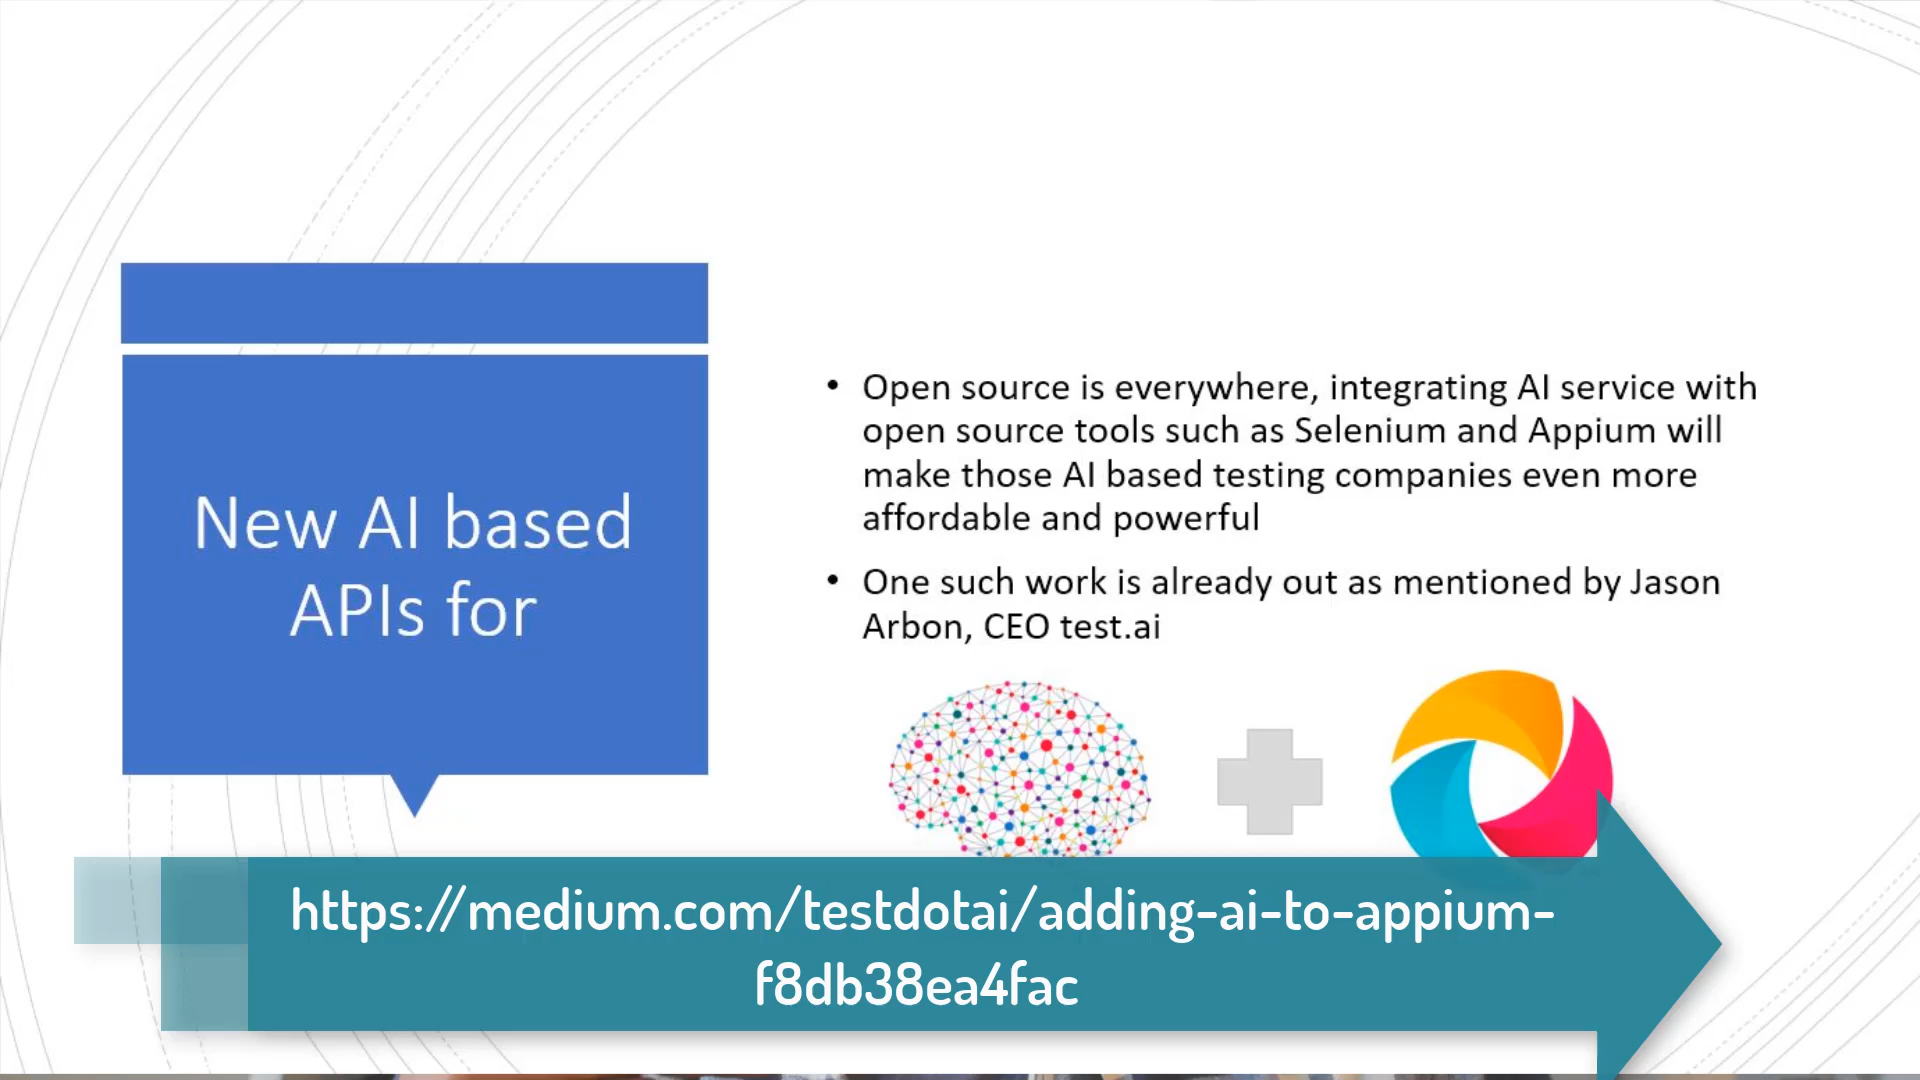 New AI based
APIs for
• Open source is everywhere, integrating AI service with
open source tools such as Selenium and Appium will
make those AI based testing companies even more
affordable and powerful
• One such work is already out as mentioned by Jason
Arbon, CEO test.ai
https://medium.com/testdotai/adding-ai-to-appium-
f8db38ea4fac